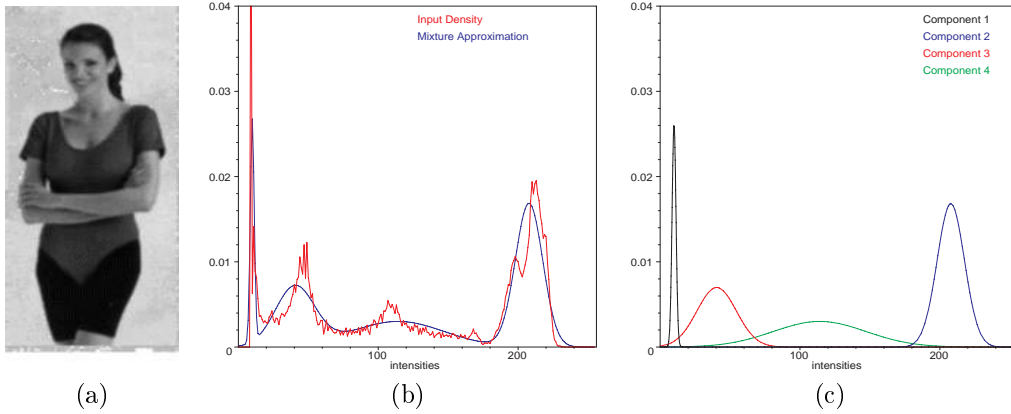 0.04
0.03
0.02
0.01
0
100
200
intensities
Input Density
Mixture Approximation
0.04
0.03
0.02
0.01
0
100
200
intensities
Component 1
Component 2
Component 3
Component 4
(a)
(b)
(c)